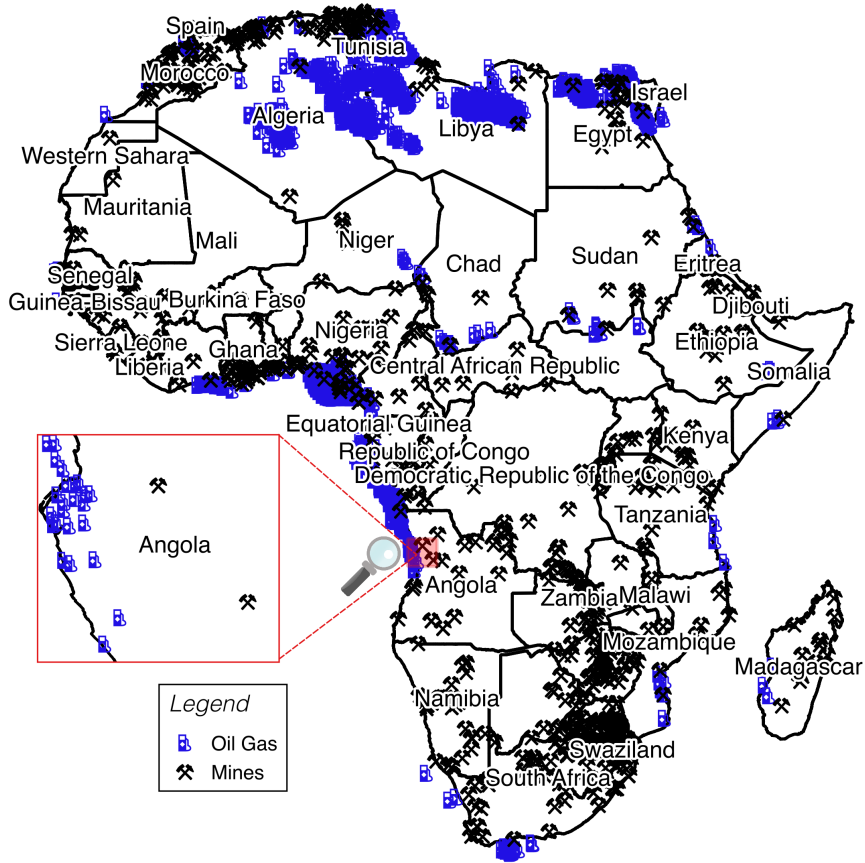 Spain
Tunisia
Morocco
Israel
Algeria
Libya
Egypt
Western Sahara
Mauritania
Mali
Niger
Chad
Sudan
Eritrea
Senegal
Guinea-Bissau
Burkina Faso
Djibouti
Nigeria
Sierra Leone
Ghana
Ethiopia
Liberia
Central African Republic
Somalia
Equatorial Guinea
Kenya
Republic of Congo
Democratic Republic of the Congo
Tanzania
Angola
Angola
Zambia
Malawi
Mozambique
Madagascar
Namibia
Swaziland
South Africa
Legend
Oil Gas
Mines